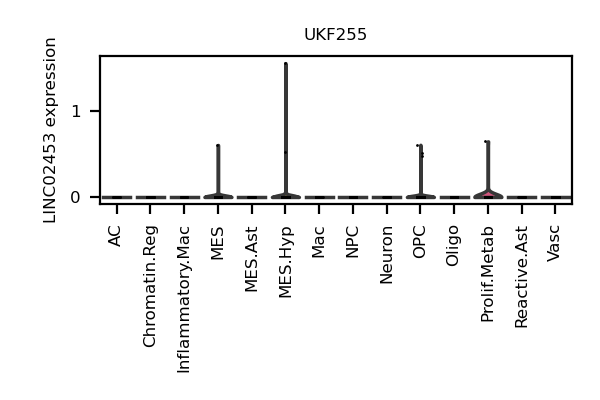 UKF255
LINC02453 expression
1
0
AC
Chromatin.Reg
Inflammatory.Mac
MES
MES.Ast
MES.Hyp
Mac
NPC
Neuron
OPC
Oligo
Prolif.Metab
Reactive.Ast
Vasc